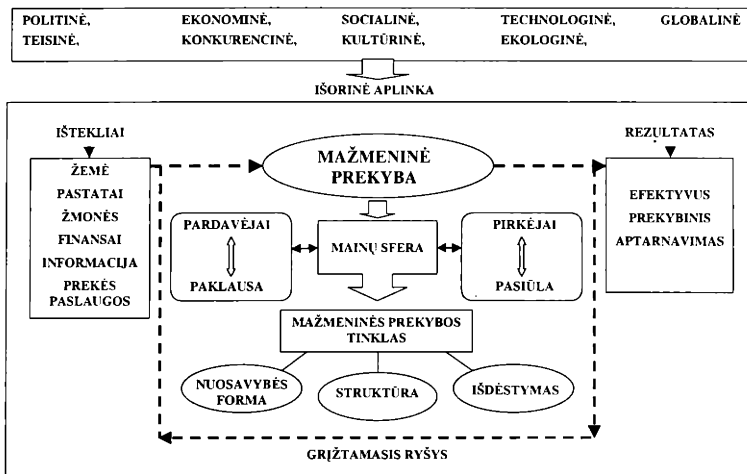 POLITINĖ, EKONOMINĖ, SOCIALINĖ, TECHNOLOGINĖ, GLOBALINĖ
TEISINĖ, KONKURENCINĖ, KULTŪRINĖ, EKOLOGINĖ,
IŠORINĖ APLINKA
IŠTEKLIAI
ŽEMĖ
PASTATAI
ŽMONĖS
FINANSAI
INFORMACIJA
PREKĖS
PASLAUGOS
MAŽMENINĖ
PREKYBA
PARDAVĖJAI
PAKLAUSA
MAINŲ SFERA
PIRKĖJAI
PASIŪLA
REZULTATAS
EFEKTYVUS
PREKYBINIS
APTARNAVIMAS
MAŽMENINĖS PREKYBOS
TINKLAS
NUOSAVYBĖS
FORMA
STRUKTŪRA
IŠDĖSTYMAS
GRĮŽTAMASIS RYŠYS